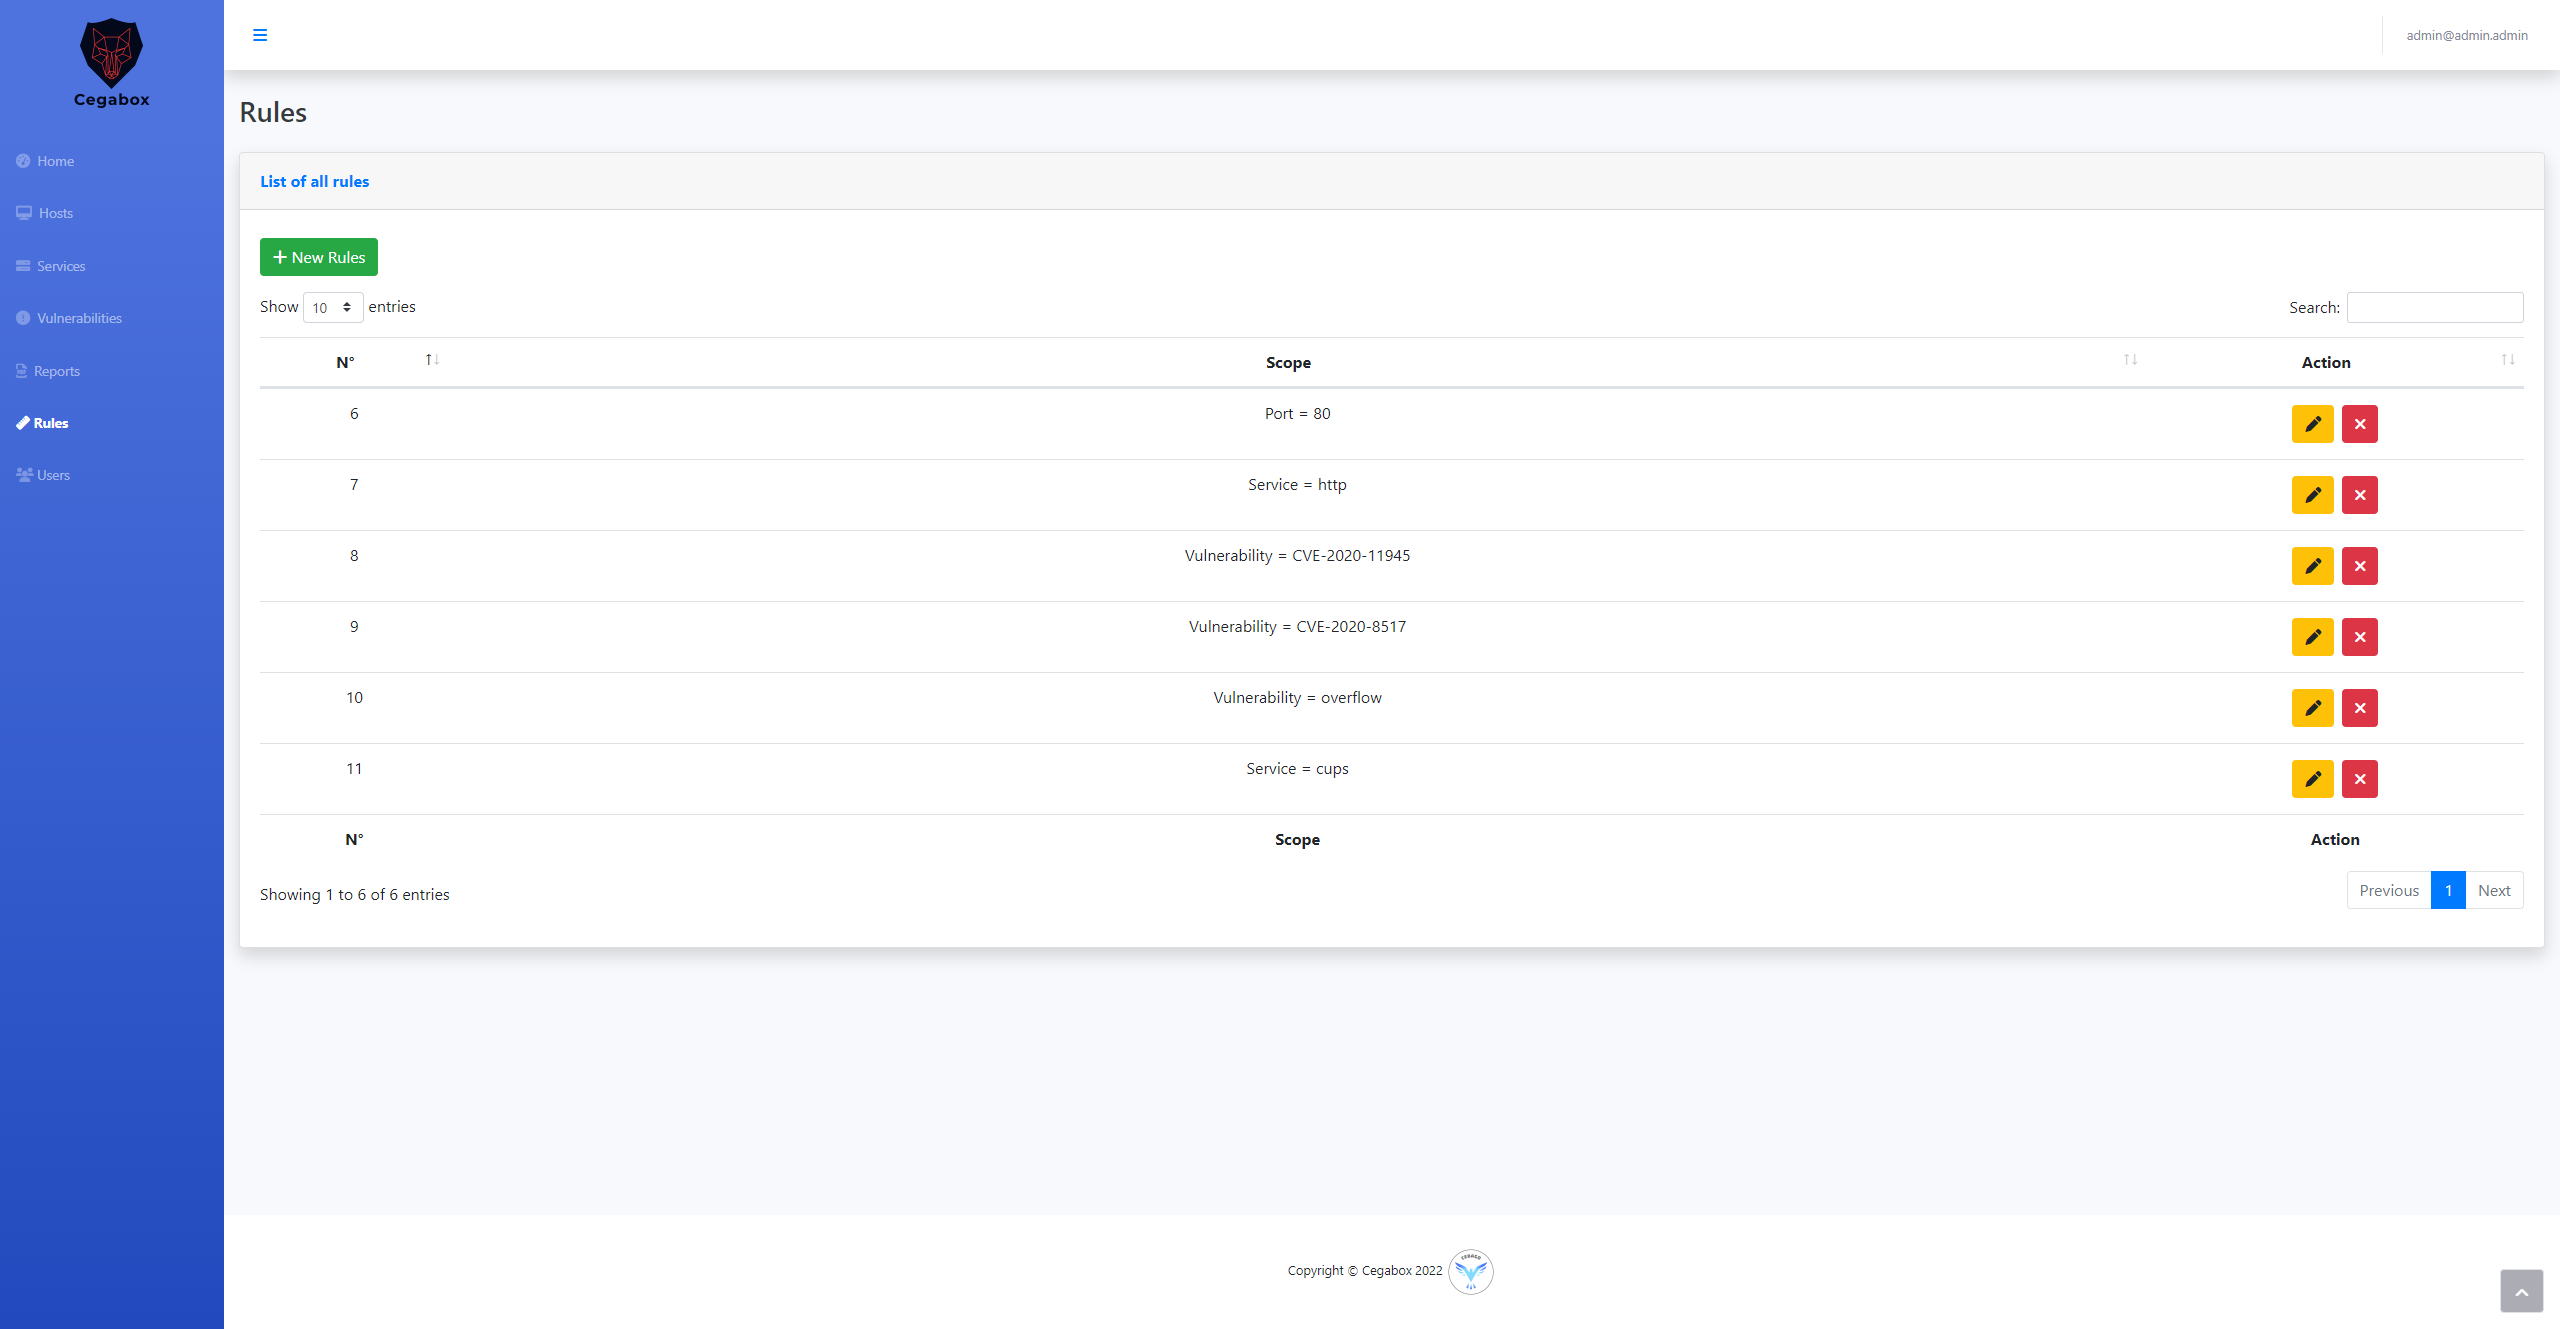 Cegabox
admin@admin.admin
Home
Hosts
Services
Vulnerabilities
Reports
Rules
Users
Rules
List of all rules
New Rules
Show 10 entries
Search:
N° Scope Action
6 Port = 80
7 Service = http
8 Vulnerability = CVE-2020-11945
9 Vulnerability = CVE-2020-8517
10 Vulnerability = overflow
11 Service = cups
N° Scope Action
Showing 1 to 6 of 6 entries
Previous 1 Next
Copyright © Cegabox 2022